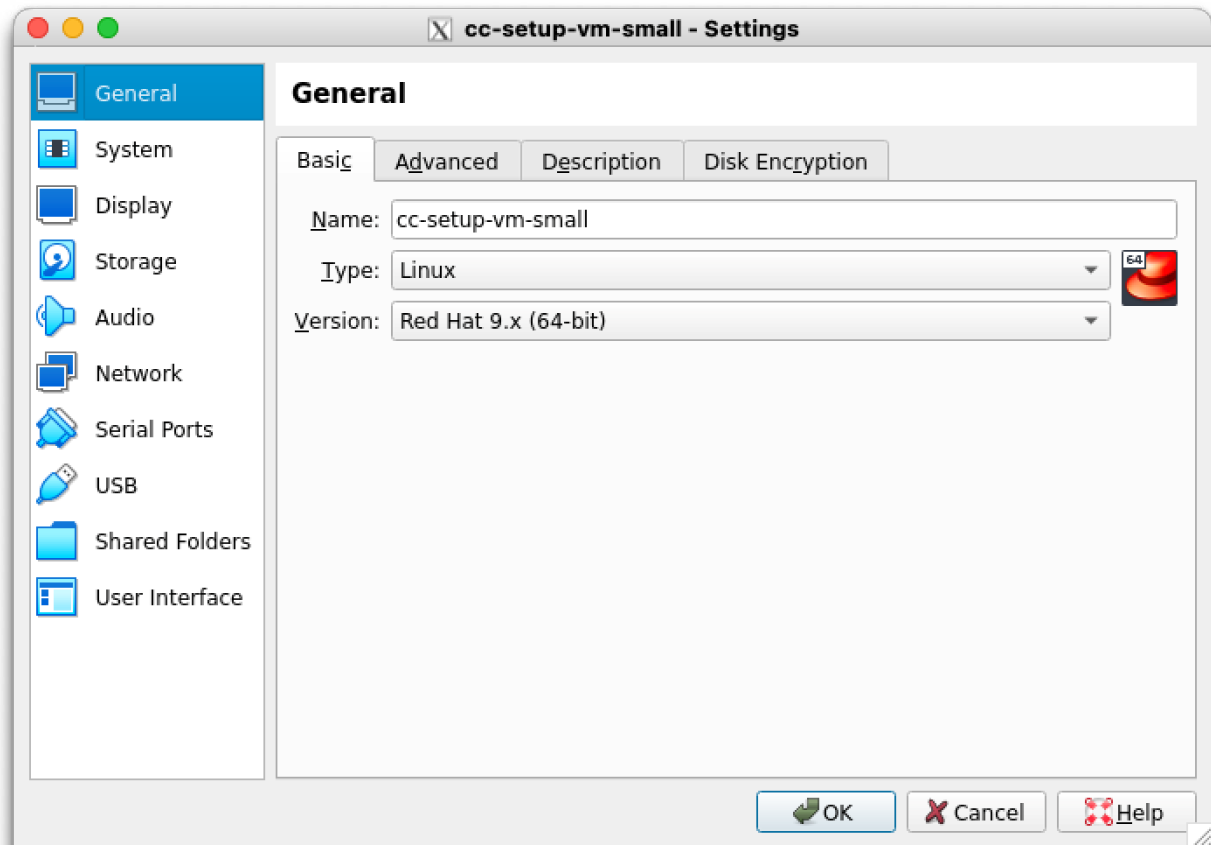 cc-setup-vm-small - Settings
General
System
Display
Storage
Audio
Network
Serial Ports
USB
Shared Folders
User Interface
General
Basic
Advanced
Description
Disk Encryption
Name: cc-setup-vm-small
Type: Linux
64
Version: Red Hat 9.x (64-bit)
OK
Cancel
Help